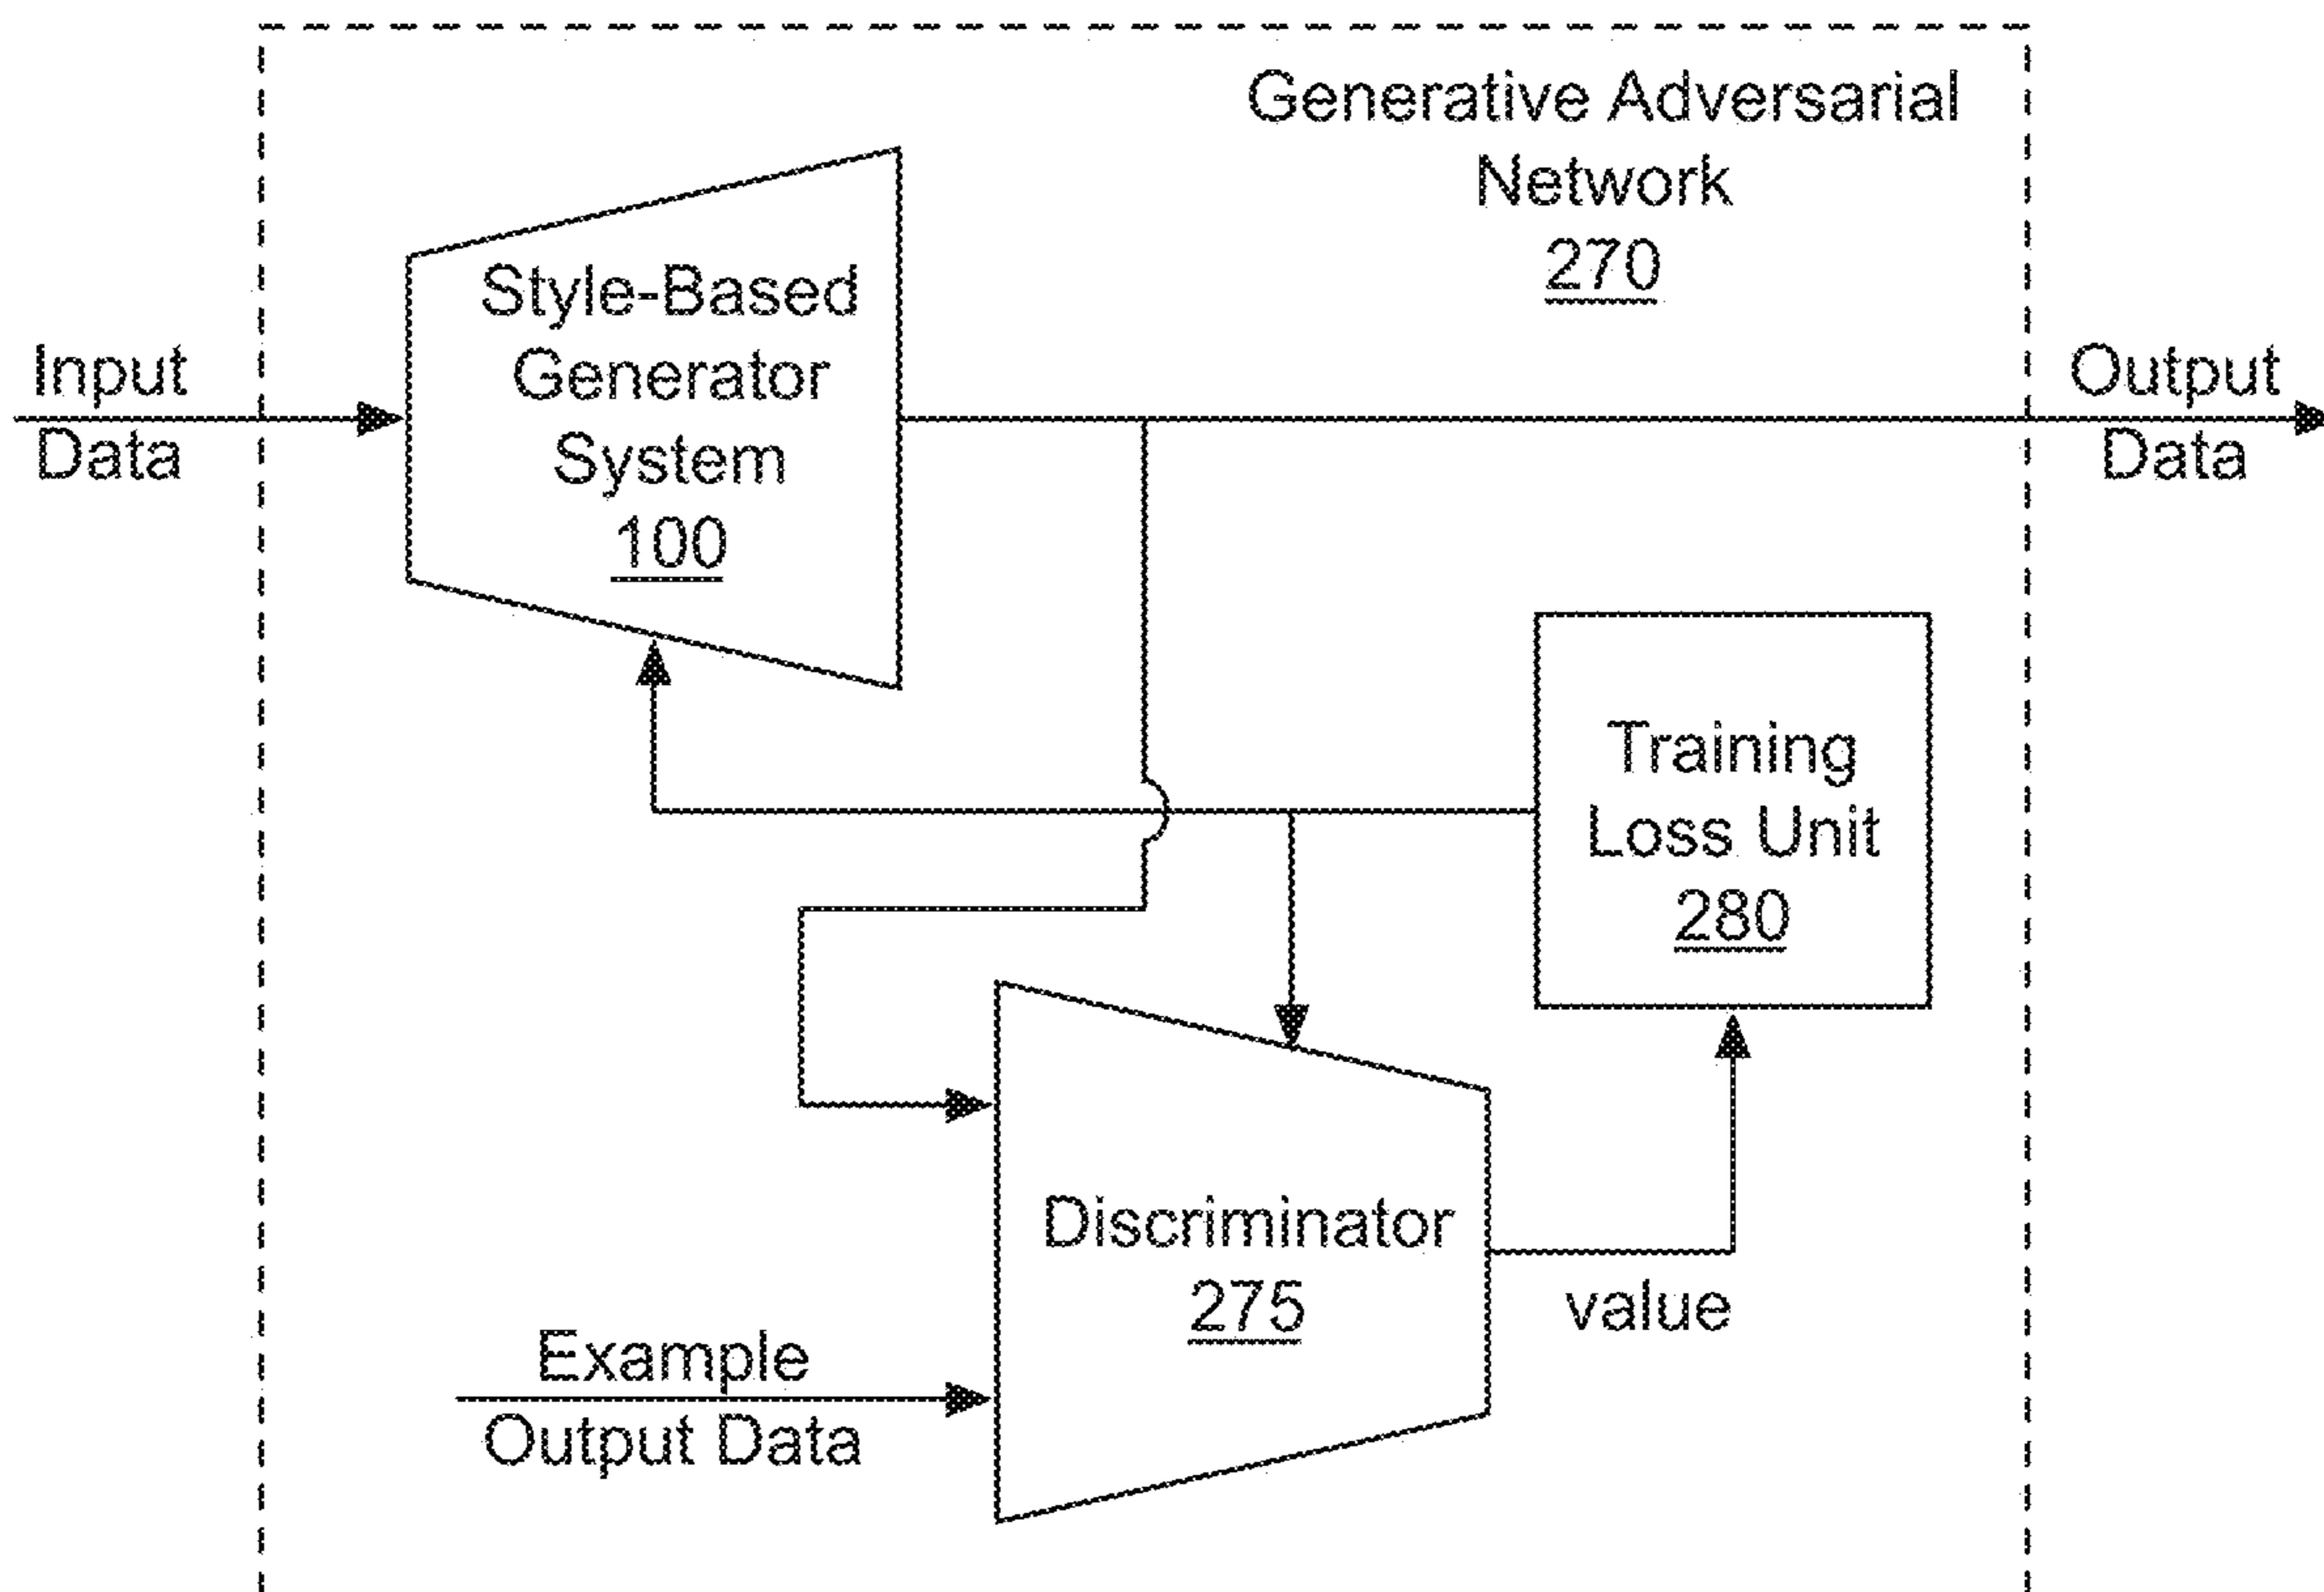 Generative Adversarial
Network
270
Style-Based
Generator
System
100
Input
Data
Output
Data
Training
Loss Unit
280
Discriminator
275
value
Example
Output Data